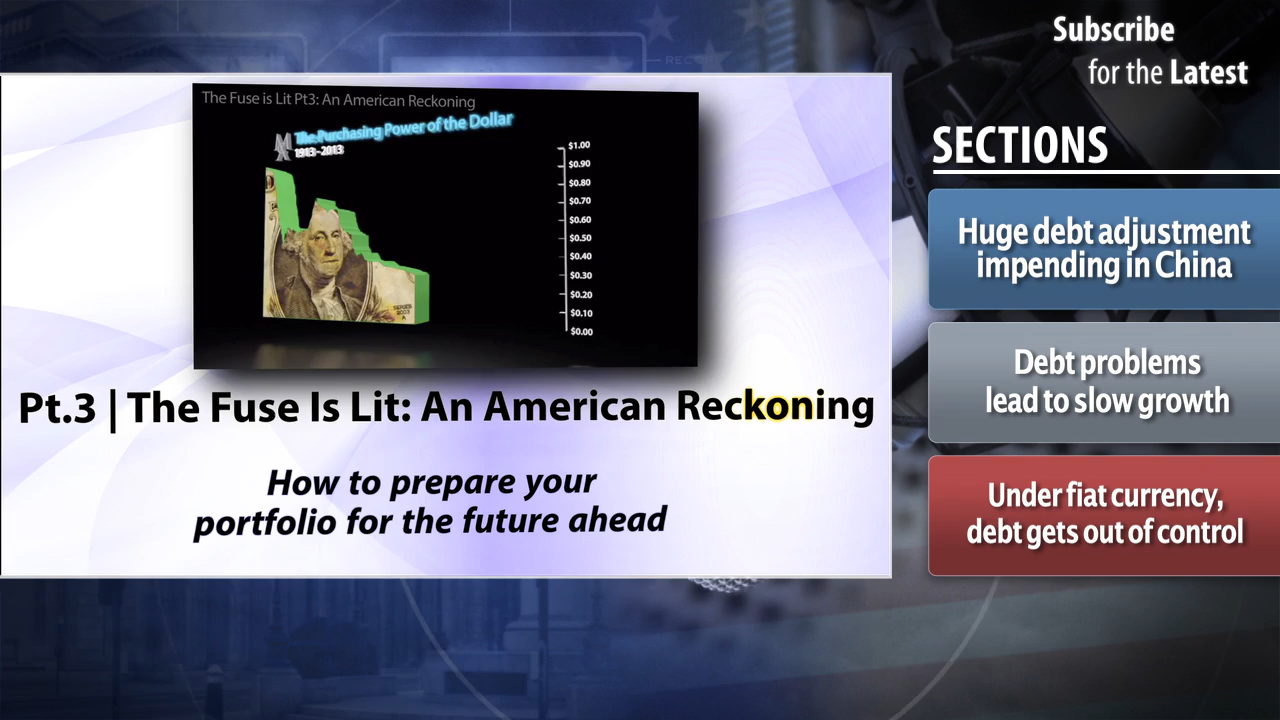 Subscribe
for the Latest
The Fuse is Lit Pt3: An American Reckoning
The Purchasing Power of the Dollar
1913-2013
$1.00
$0.90
$0.80
$0.70
$0.60
$0.50
$0.40
$0.30
$0.20
$0.10
$0.00
SERIES
2003
A
Pt.3 | The Fuse Is Lit: An American Reckoning
How to prepare your
portfolio for the future ahead
SECTIONS
Huge debt adjustment
impending in China
Debt problems
lead to slow growth
Under fiat currency,
debt gets out of control